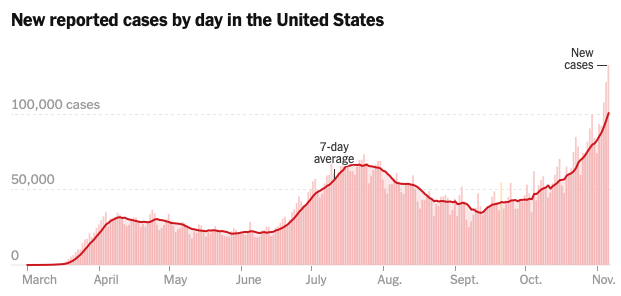 New reported cases by day in the United States
New
cases
100,000 cases
7-day
average
50,000
0
March April May June July Aug. Sept. Oct. Nov.